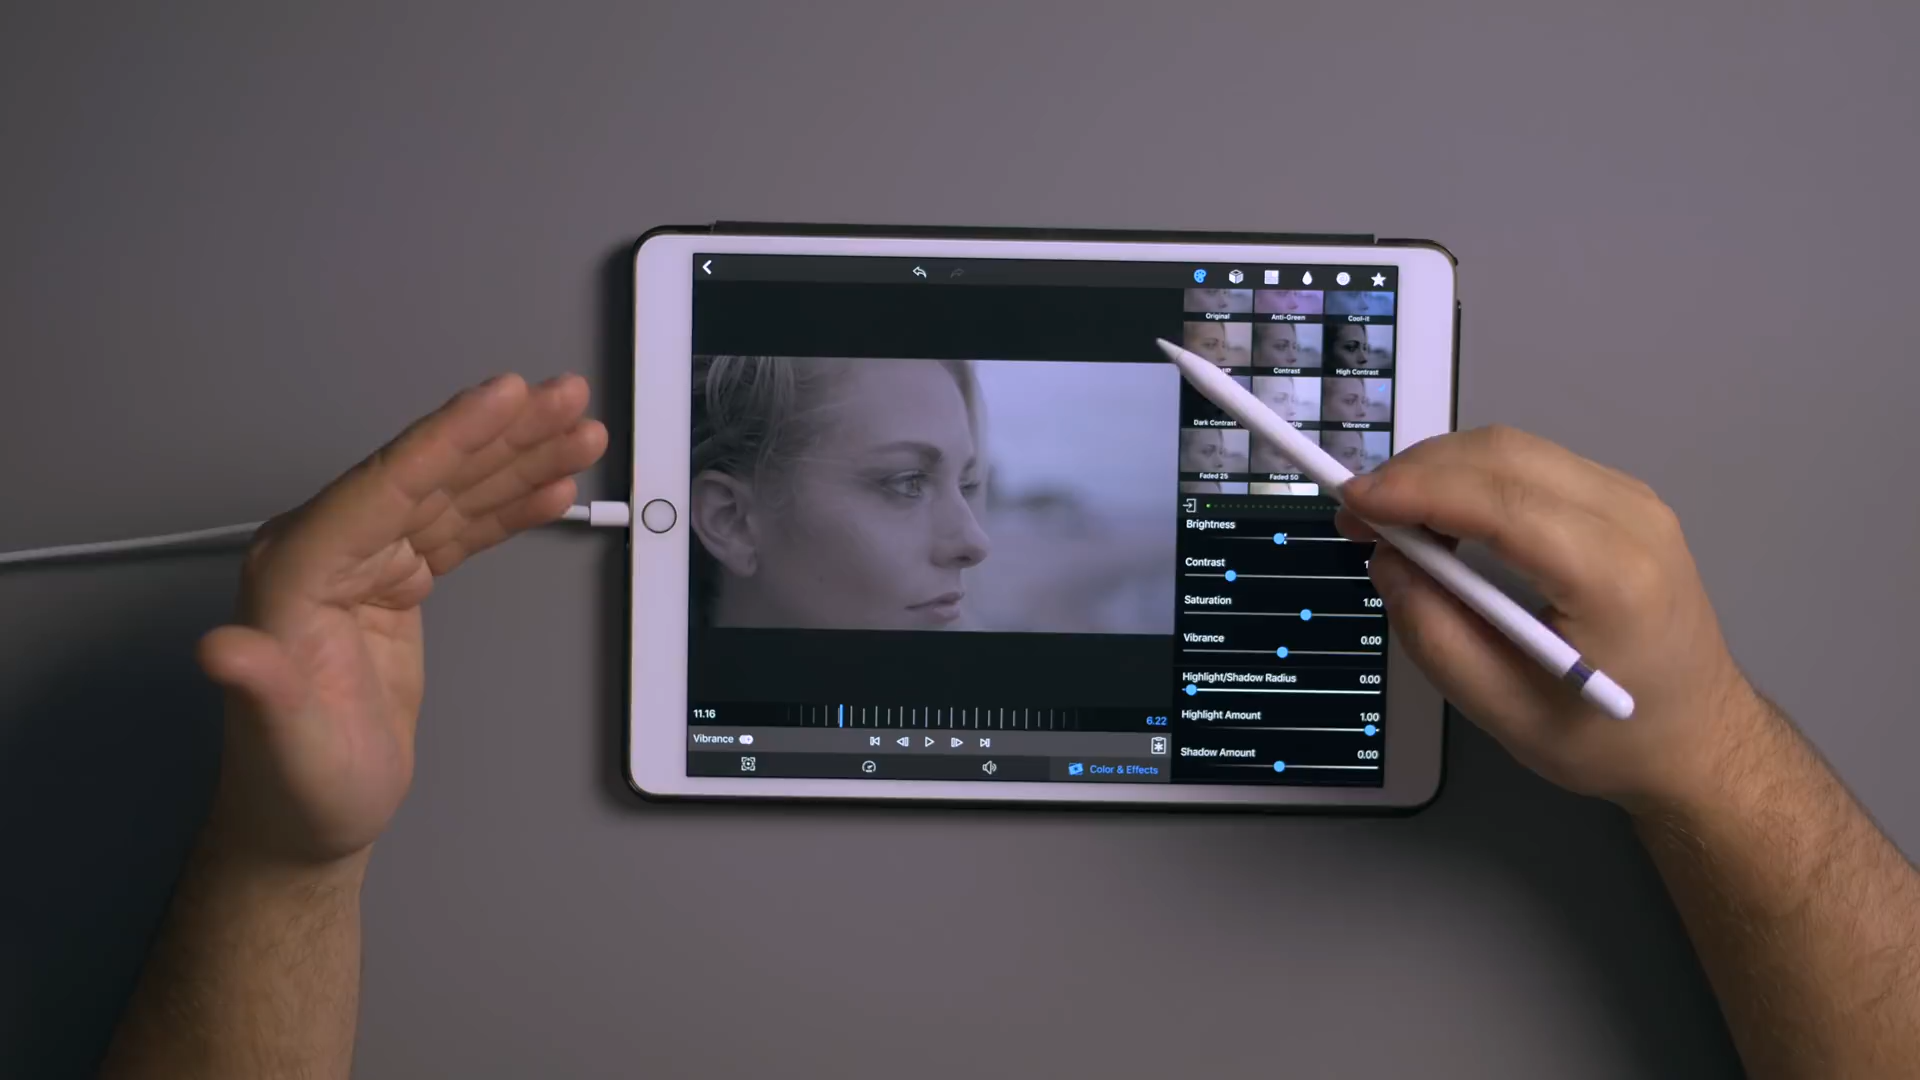 Original Anti-Green Cool-It
Contrast High Contrast
Dark Contrast Vibrance
Faded 25 Faded 50
Brightness
Contrast
Saturation 1.00
Vibrance 0.00
Highlight/Shadow Radius 0.00
Highlight Amount 1.00
Shadow Amount 0.00
11.16 6.22
Vibrance
Color & Effects